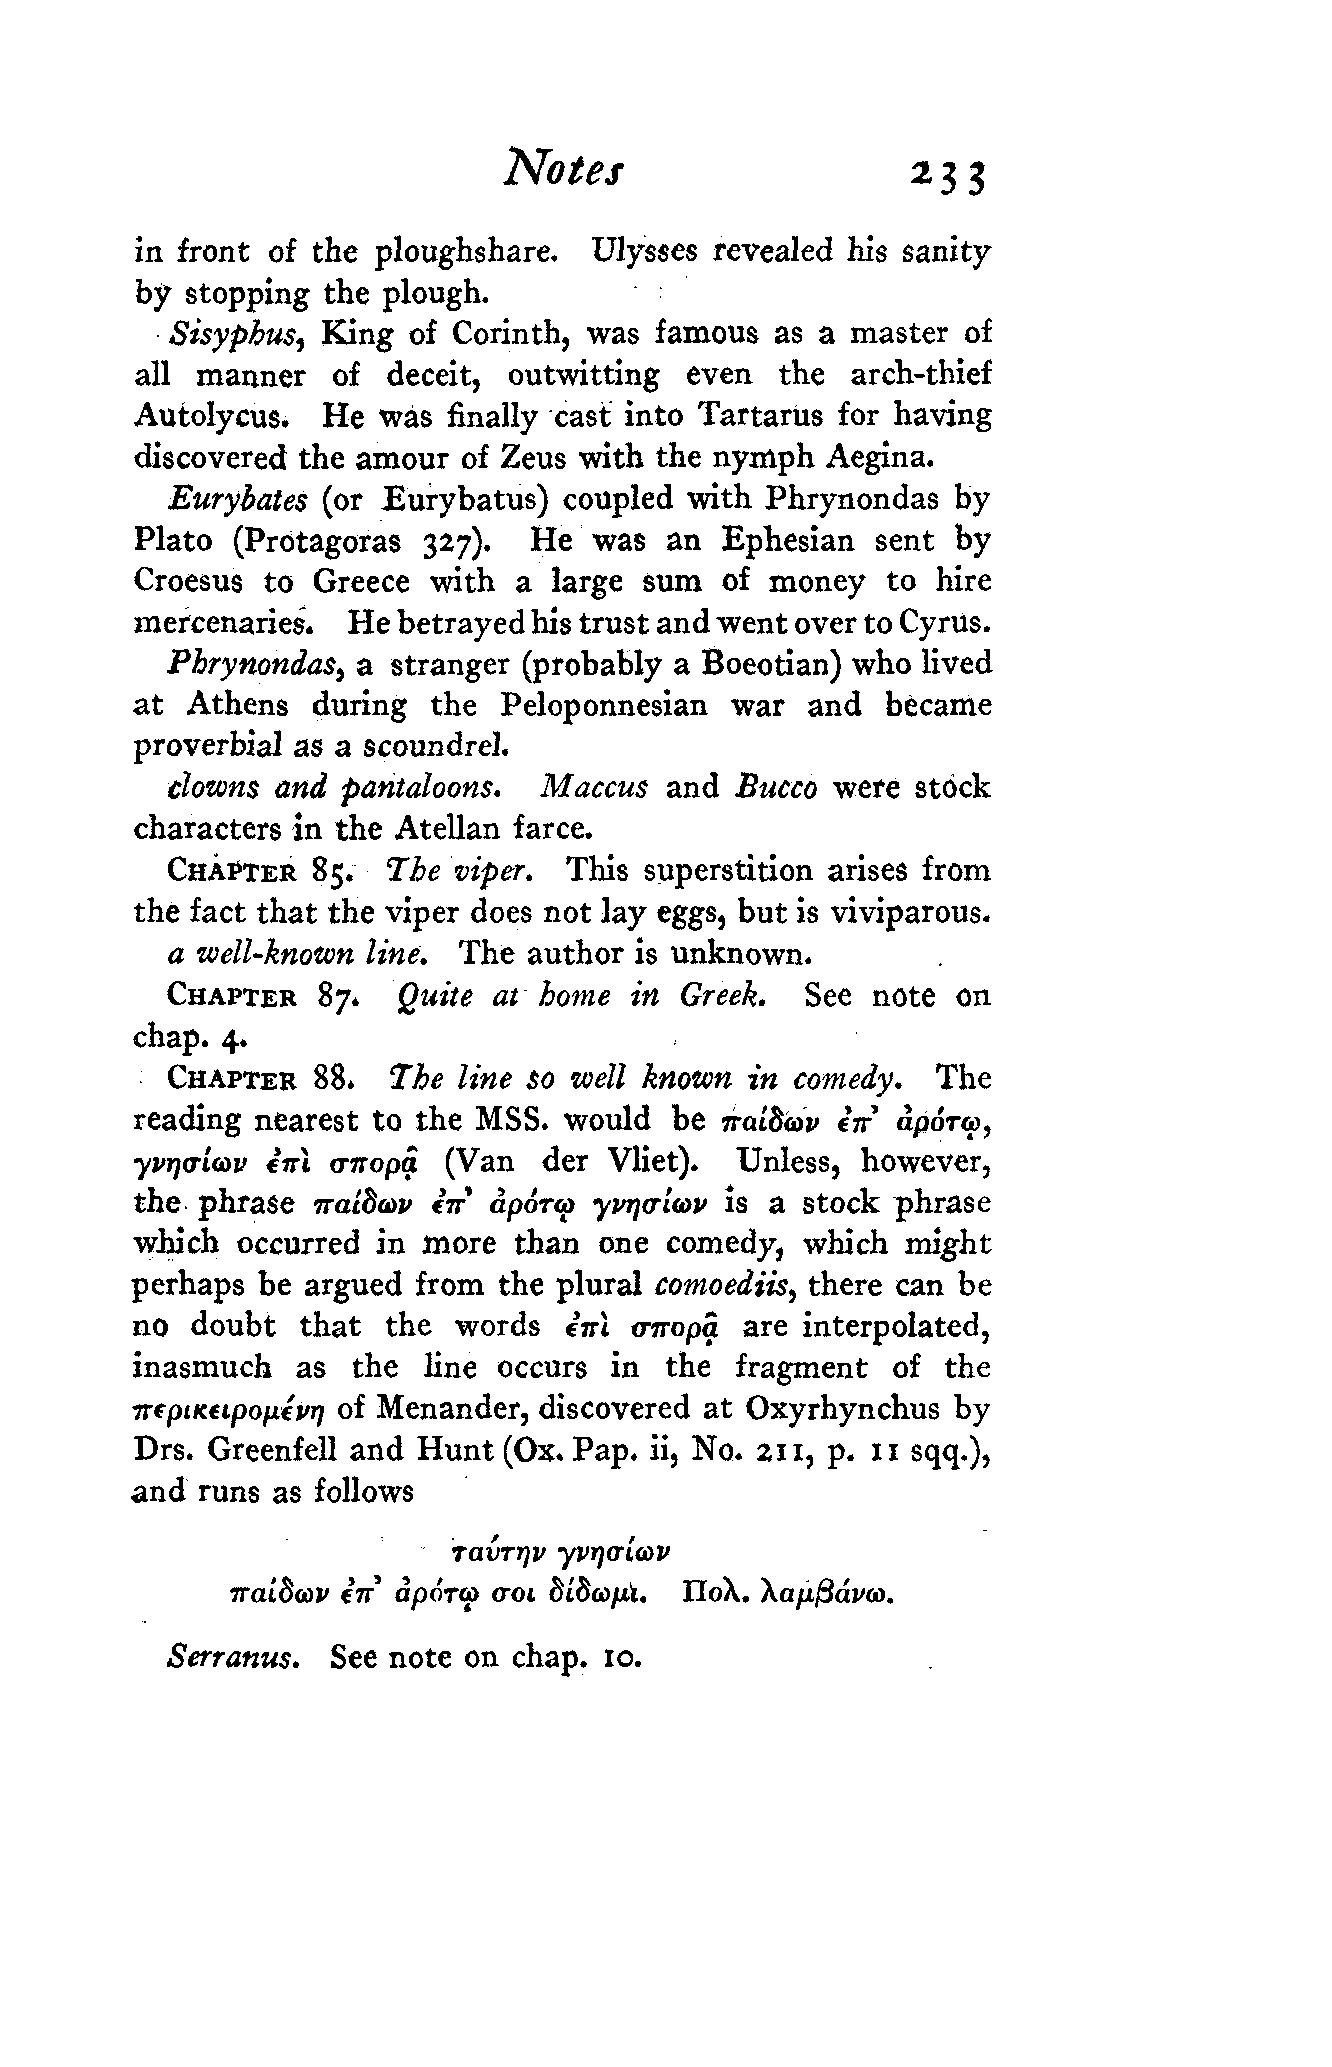 Notes 233
in front of the ploughshare. Ulysses revealed his sanity
by stopping the plough.
Sisyphus, King of Corinth, was famous as a master of
all manner of deceit, outwitting even the arch-thief
Autolycus. He was finally cast into Tartarus for having
discovered the amour of Zeus with the nymph Aegina.
Eurybates (or Eurybatus) coupled with Phrynondas by
Plato (Protagoras 327). He was an Ephesian sent by
Croesus to Greece with a large sum of money to hire
mercenaries. He betrayed his trust and went over to Cyrus.
Phrynondas, a stranger (probably a Boeotian) who lived
at Athens during the Peloponnesian war and became
proverbial as a scoundrel.
clowns and pantaloons. Maccus and Bucco were stock
characters in the Atellan farce.
CHAPTER 85. The viper. This superstition arises from
the fact that the viper does not lay eggs, but is viviparous.
a well-known line. The author is unknown.
CHAPTER 87. Quite at home in Greek. See note on
chap. 4.
CHAPTER 88. The line so well known in comedy. The
reading nearest to the MSS. would be παίδων ἐπ’ ἀρότῳ,
γνησίων ἐπὶ σπορᾷ (Van der Vliet). Unless, however,
the phrase παίδων ἐπ’ ἀρότῳ γνησίων is a stock phrase
which occurred in more than one comedy, which might
perhaps be argued from the plural comoediis, there can be
no doubt that the words ἐπὶ σπορᾷ are interpolated,
inasmuch as the line occurs in the fragment of the
περικειρομένη of Menander, discovered at Oxyrhynchus by
Drs. Greenfell and Hunt (Ox. Pap. ii, No. 211, p. 11 sqq.),
and runs as follows
ταύτην γνησίων
παίδων ἐπ’ ἀρότῳ σοι δίδωμι. Πολ. λαμβάνω.
Serranus. See note on chap. 10.